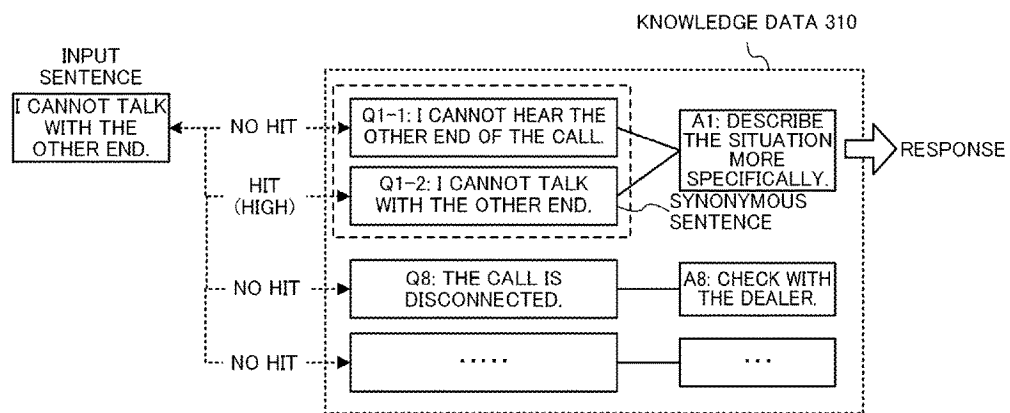 KNOWLEDGE DATA 310
INPUT
SENTENCE
I CANNOT TALK
WITH THE
OTHER END.
NO HIT
Q1-1: I CANNOT HEAR THE
OTHER END OF THE CALL.
A1: DESCRIBE
THE SITUATION
MORE
SPECIFICALLY.
RESPONSE
HIT
(HIGH)
Q1-2: I CANNOT TALK
WITH THE OTHER END.
SYNONYMOUS
SENTENCE
NO HIT
Q8: THE CALL IS
DISCONNECTED.
A8: CHECK WITH
THE DEALER.
NO HIT
.....
...